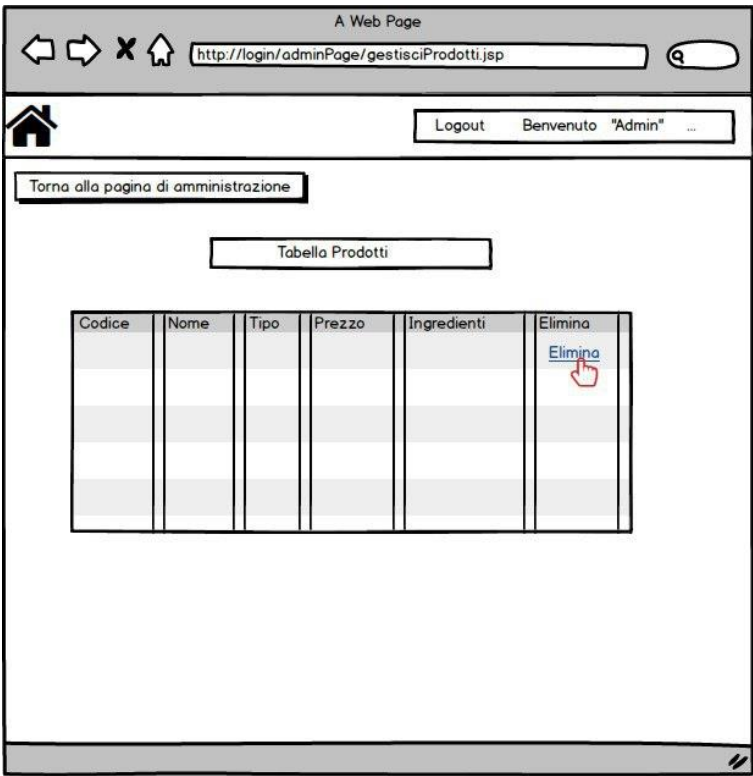 A Web Page
http://login/adminPage/gestisciProdotti.jsp
Logout Benvenuto "Admin" ...
Torna alla pagina di amministrazione
Tabella Prodotti
Codice Nome Tipo Prezzo Ingredienti Elimina
Elimina